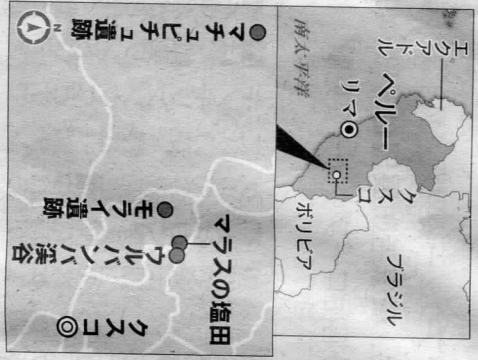 エクアドル
南太平洋
ペルー
リマ
クスコ
ボリビア
ブラジル
N
マチュピチュ遺跡
モライ遺跡
マラスの塩田
ウルバンバ渓谷
クスコ